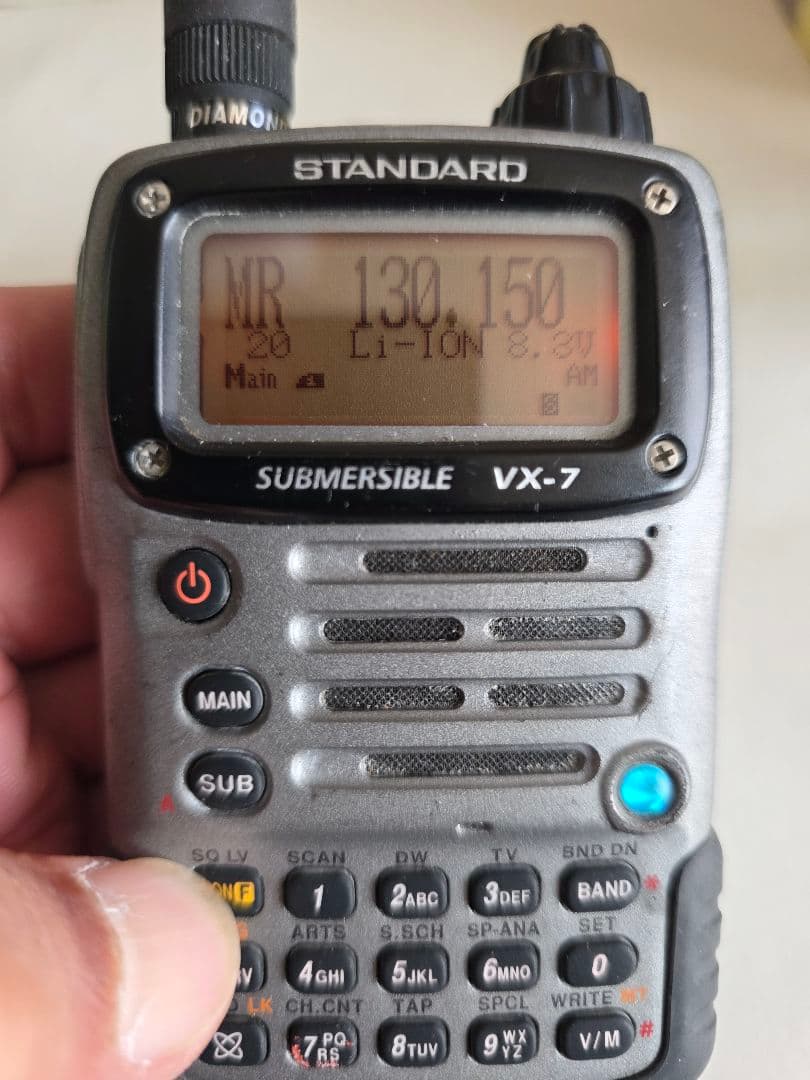 DIAMON
STANDARD
MR 130.150
20 Li-ION 8.3V
Main AM
SUBMERSIBLE VX-7
MAIN
SUB
A
SQ LV SCAN DW TV BND DN
F 1 2ABC 3DEF BAND *
ARTS S.SCH SP-ANA SET
4GHI 5JKL 6MNO 0
LK CH.CNT TAP SPCL WRITE MT
7PQRS 8TUV 9WXYZ V/M #